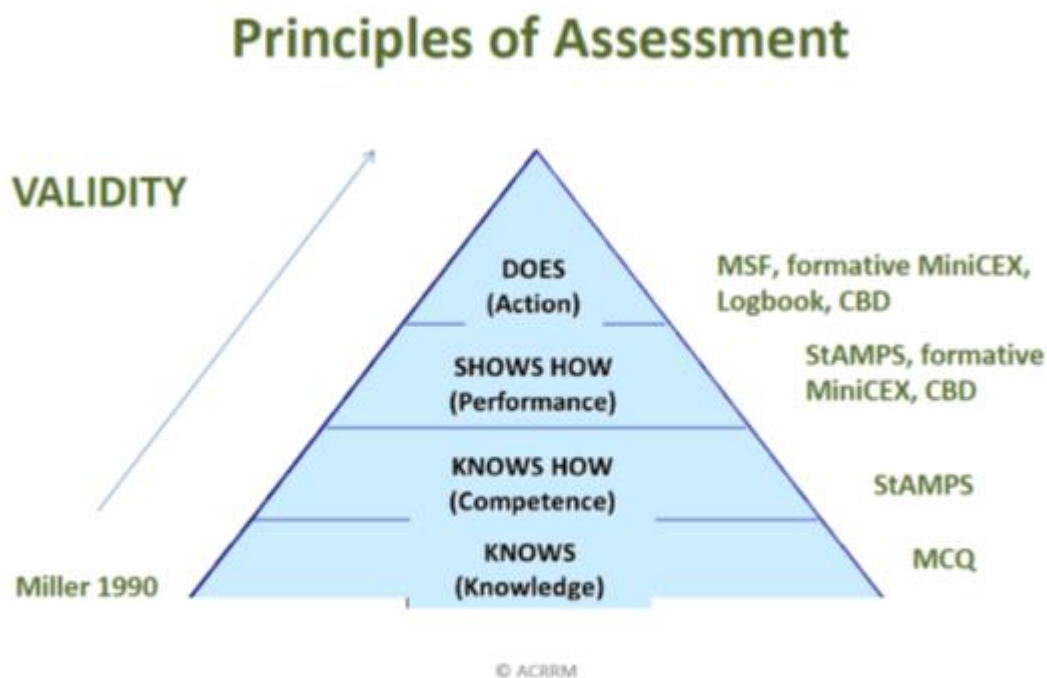 Principles of Assessment
VALIDITY
DOES
(Action)
MSF, formative MiniCEX,
Logbook, CBD
SHOWS HOW
(Performance)
StAMPS, formative
MiniCEX, CBD
KNOWS HOW
(Competence)
StAMPS
KNOWS
(Knowledge)
MCQ
Miller 1990
© ACRRM